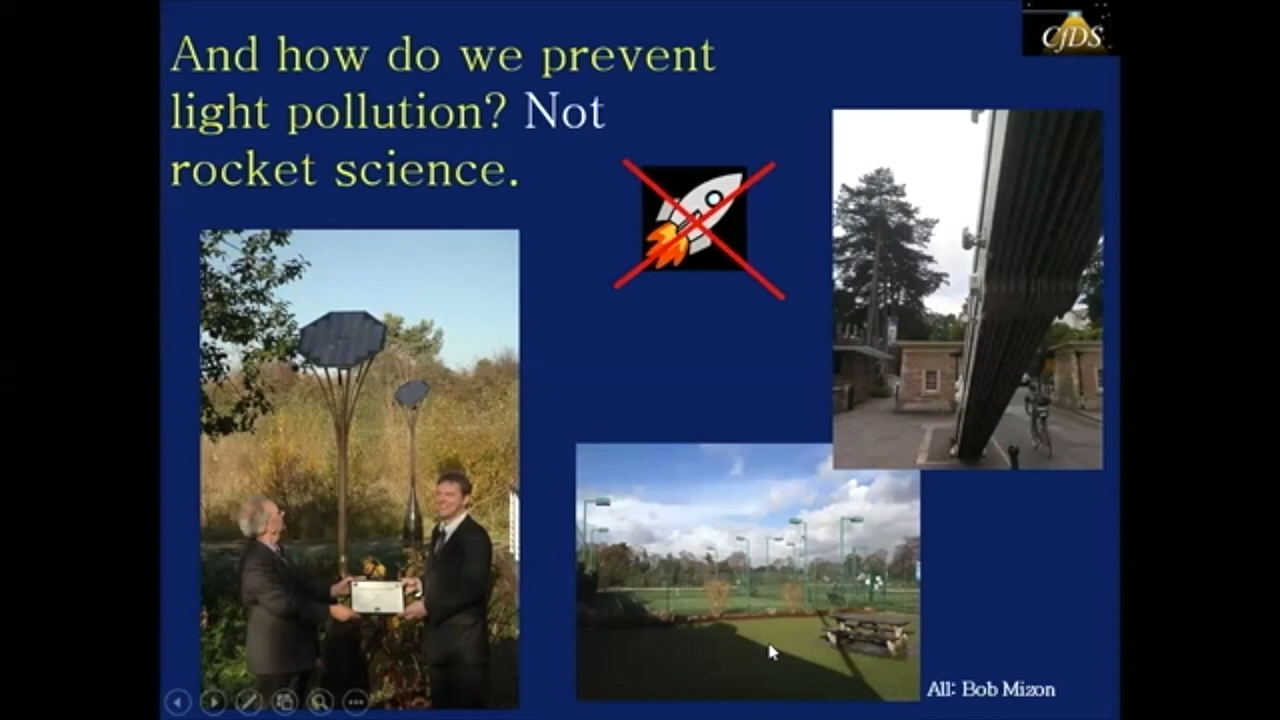 And how do we prevent
light pollution? Not
rocket science.
CfDS
All: Bob Mizon